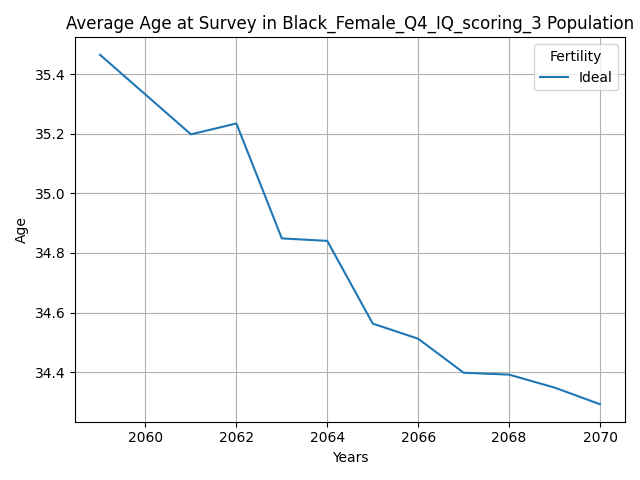 Average Age at Survey in Black_Female_Q4_IQ_scoring_3 Population
Fertility
Ideal
35.4
35.2
35.0
34.8
34.6
34.4
Age
2060 2062 2064 2066 2068 2070
Years